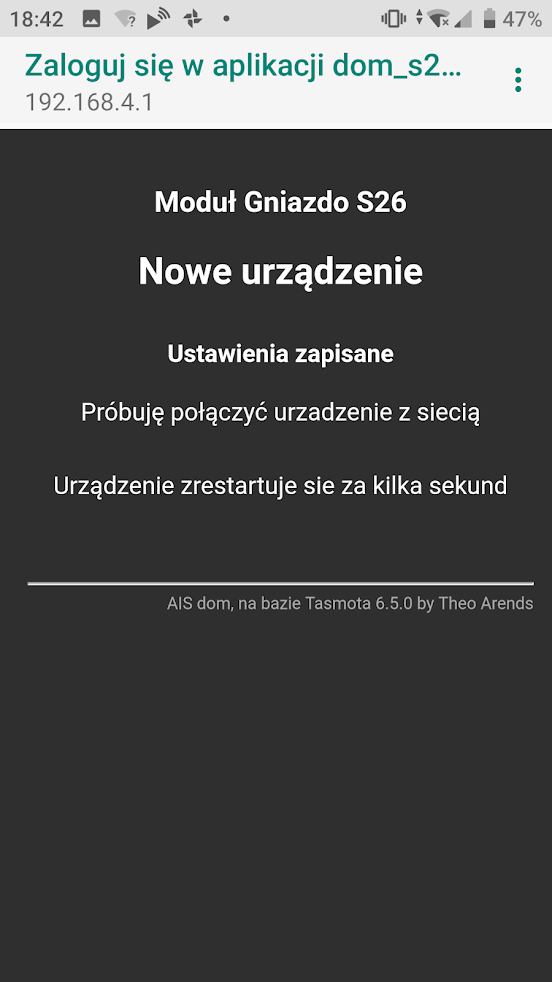 18:42
47%
Zaloguj się w aplikacji dom_s2...
192.168.4.1
Moduł Gniazdo S26
Nowe urządzenie
Ustawienia zapisane
Próbuję połączyć urzadzenie z siecią
Urządzenie zrestartuje sie za kilka sekund
AIS dom, na bazie Tasmota 6.5.0 by Theo Arends